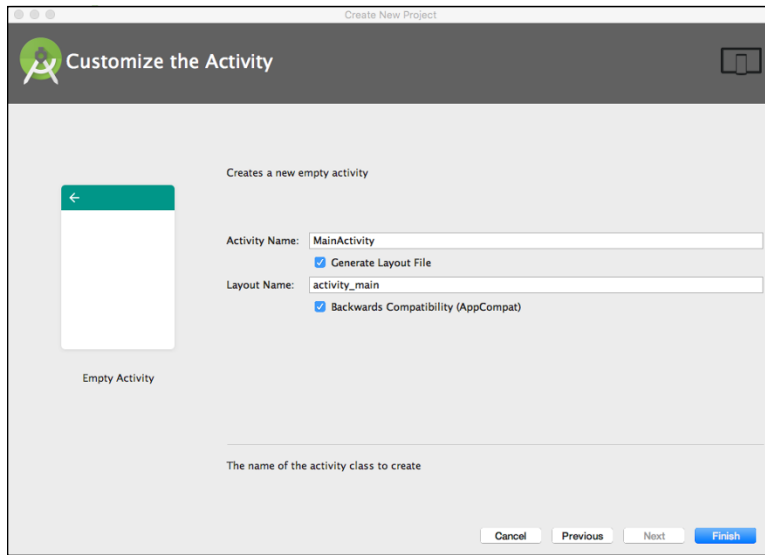 Create New Project
Customize the Activity
Creates a new empty activity
Activity Name: MainActivity
Generate Layout File
Layout Name: activity_main
Backwards Compatibility (AppCompat)
Empty Activity
The name of the activity class to create
Cancel Previous Next Finish